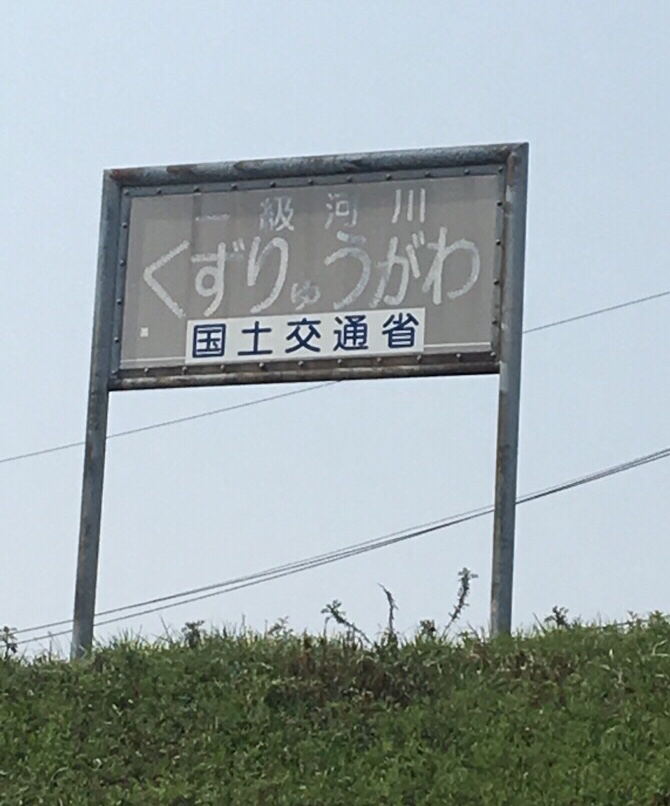 一級河川
くずりゅうがわ
国土交通省